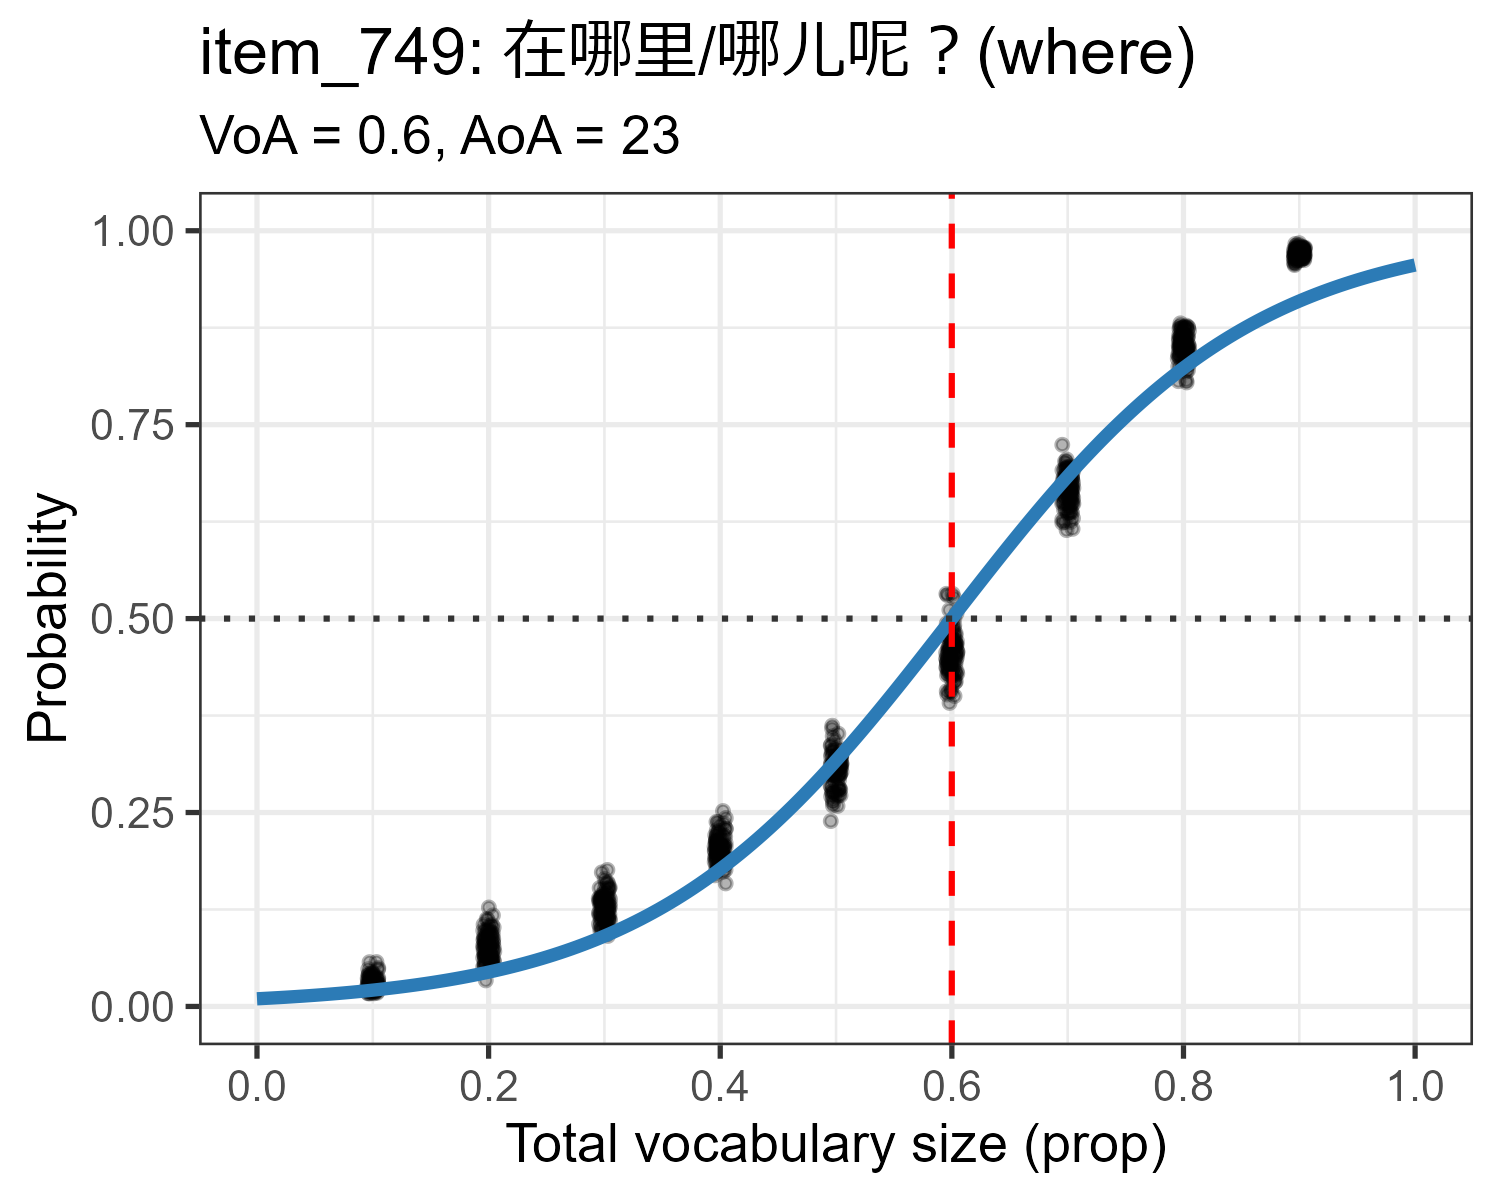 item_749: 在哪里/哪儿呢？(where)
VoA = 0.6, AoA = 23
1.00
0.75
0.50
0.25
0.00
Probability
0.0 0.2 0.4 0.6 0.8 1.0
Total vocabulary size (prop)